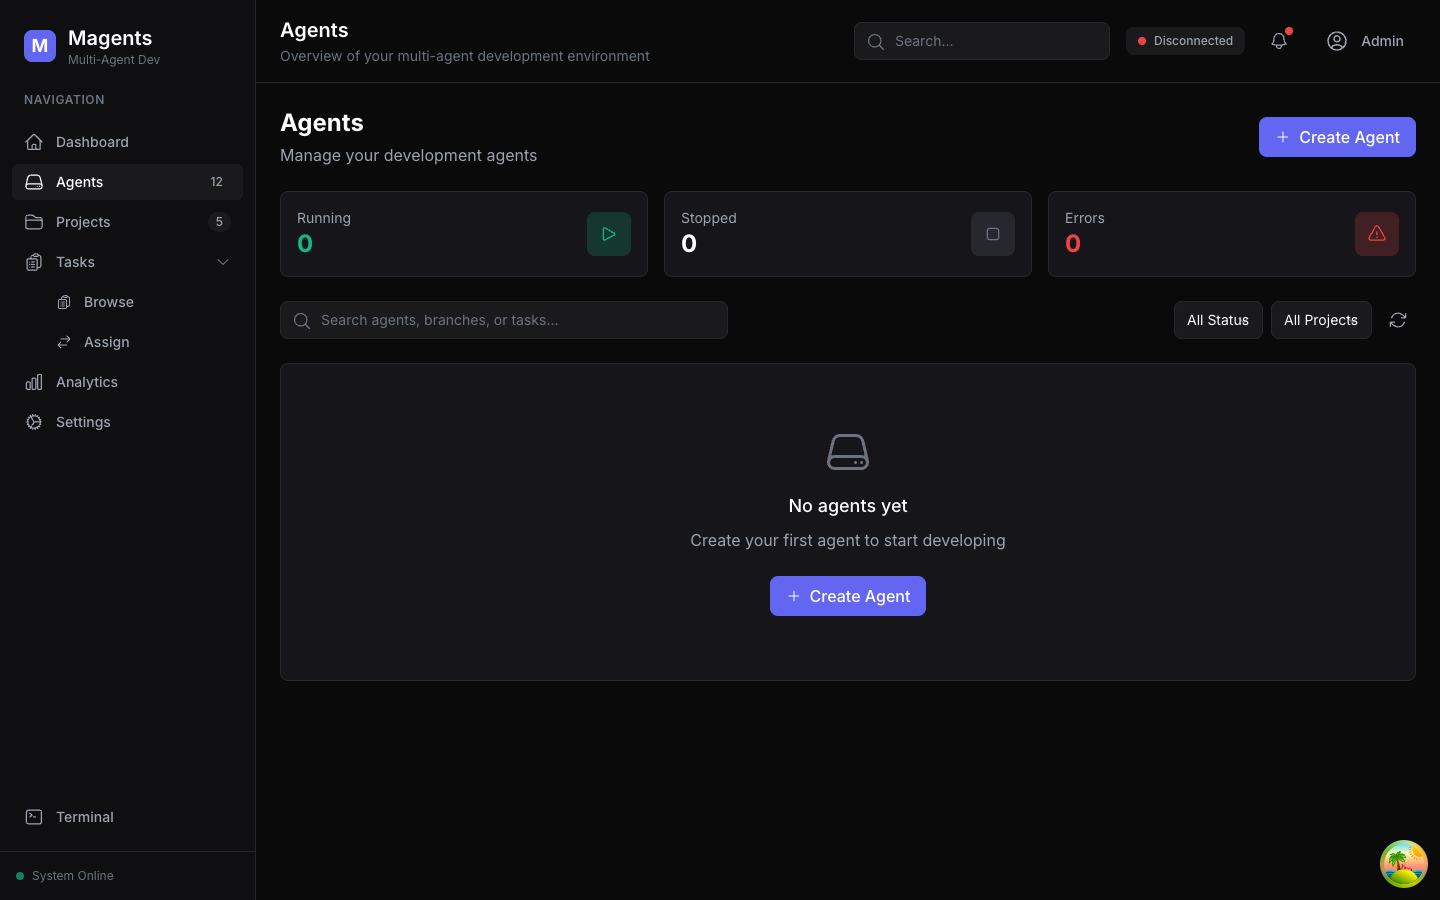 M
Magents
Multi-Agent Dev
NAVIGATION
Dashboard
Agents 12
Projects 5
Tasks
Browse
Assign
Analytics
Settings
Terminal
System Online
Agents
Overview of your multi-agent development environment
Search...
Disconnected
Admin
Agents
Manage your development agents
Create Agent
Running
0
Stopped
0
Errors
0
Search agents, branches, or tasks...
All Status
All Projects
No agents yet
Create your first agent to start developing
Create Agent